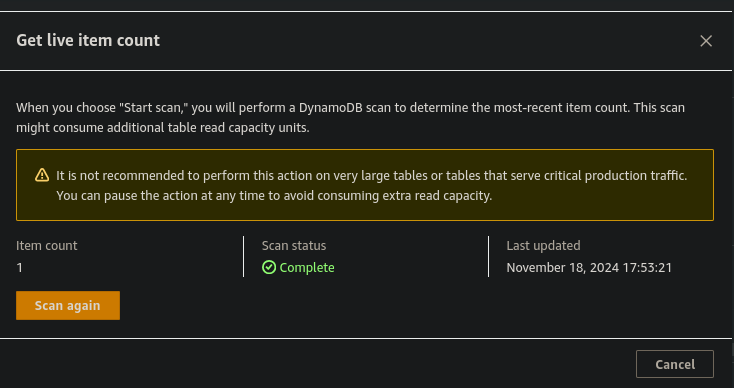 Get live item count
When you choose "Start scan," you will perform a DynamoDB scan to determine the most-recent item count. This scan
might consume additional table read capacity units.
It is not recommended to perform this action on very large tables or tables that serve critical production traffic.
You can pause the action at any time to avoid consuming extra read capacity.
Item count
1
Scan status
Complete
Last updated
November 18, 2024 17:53:21
Scan again
Cancel